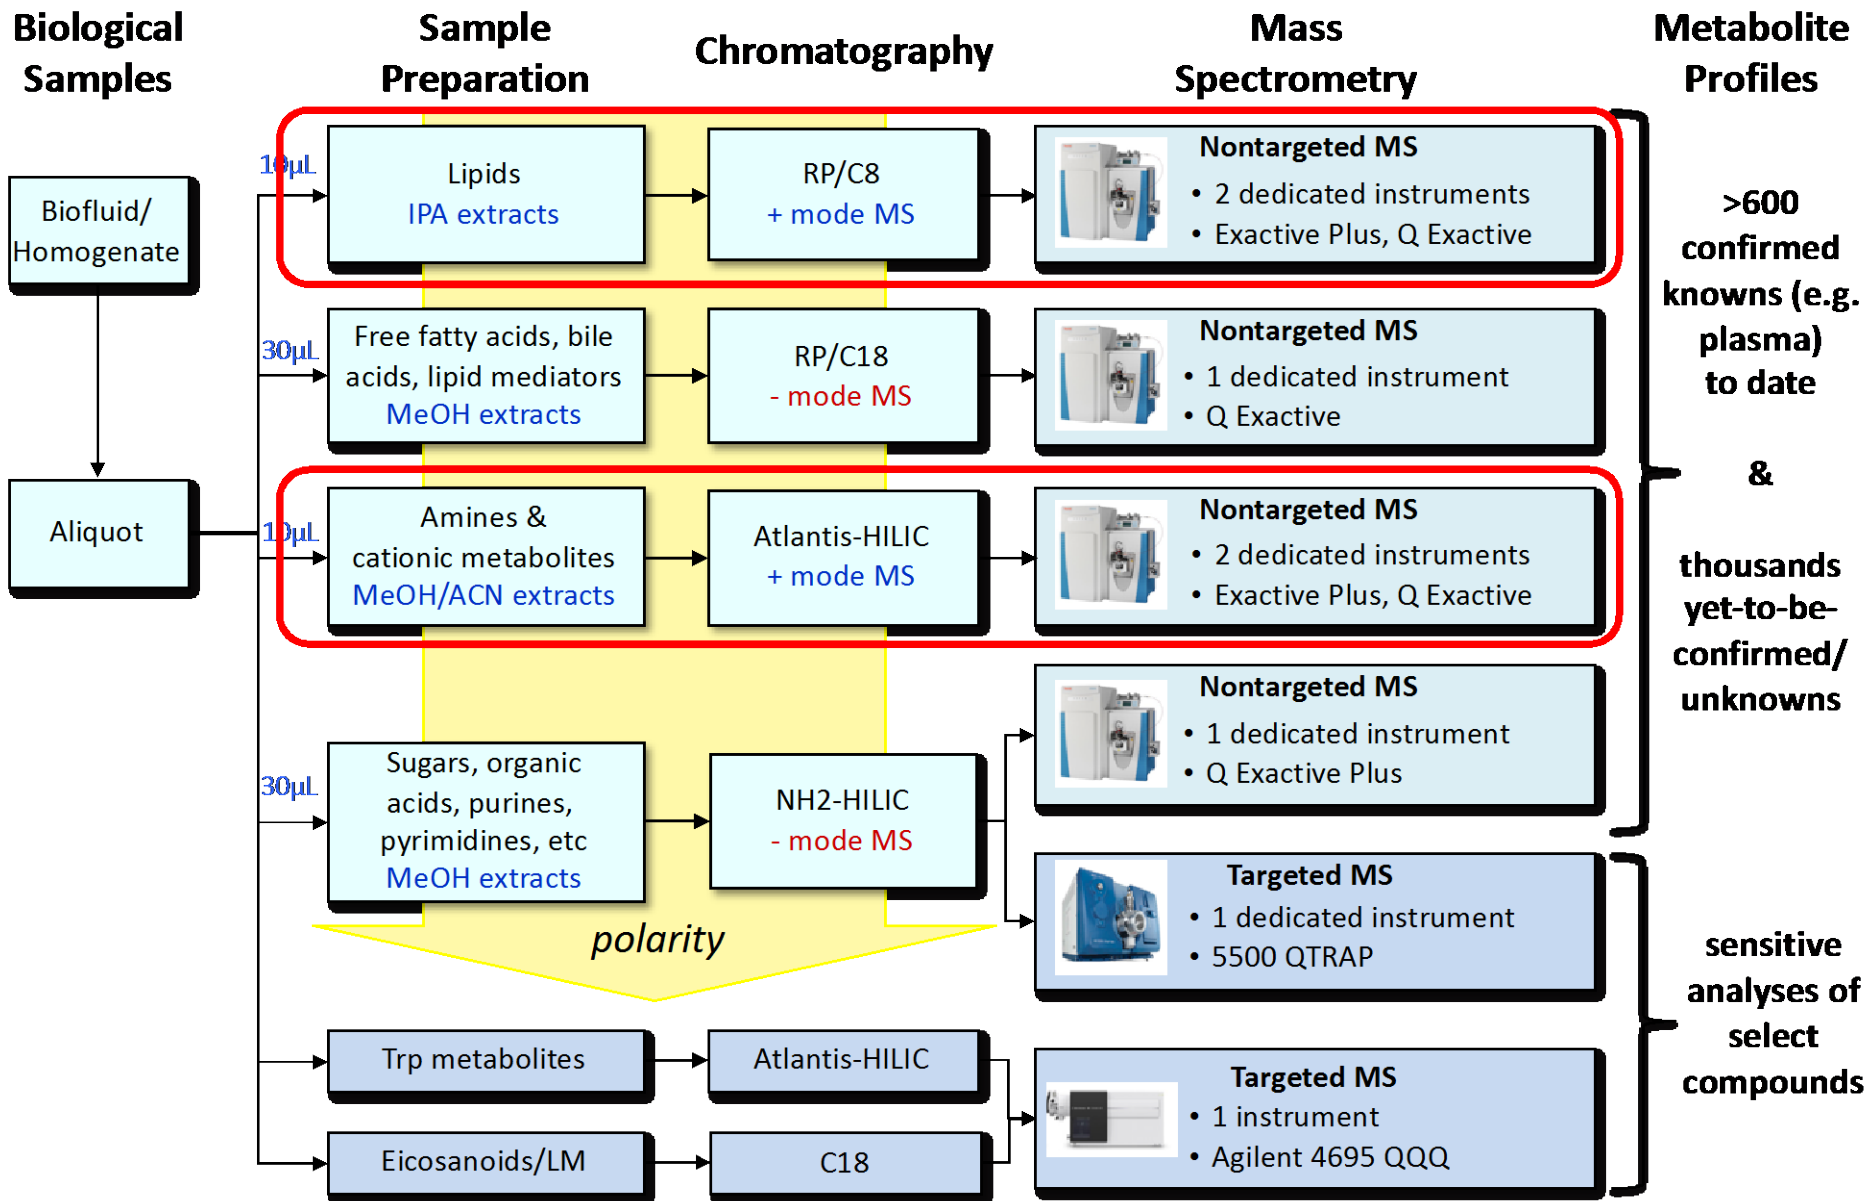 Biological
Samples
Sample
Preparation
Chromatography
Mass
Spectrometry
Metabolite
Profiles
Biofluid/
Homogenate
Aliquot
10µL
Lipids
IPA extracts
RP/C8
+ mode MS
Nontargeted MS
• 2 dedicated instruments
• Exactive Plus, Q Exactive
30µL
Free fatty acids, bile
acids, lipid mediators
MeOH extracts
RP/C18
- mode MS
Nontargeted MS
• 1 dedicated instrument
• Q Exactive
10µL
Amines &
cationic metabolites
MeOH/ACN extracts
Atlantis-HILIC
+ mode MS
Nontargeted MS
• 2 dedicated instruments
• Exactive Plus, Q Exactive
30µL
Sugars, organic
acids, purines,
pyrimidines, etc
MeOH extracts
NH2-HILIC
- mode MS
Nontargeted MS
• 1 dedicated instrument
• Q Exactive Plus
Targeted MS
• 1 dedicated instrument
• 5500 QTRAP
polarity
Trp metabolites
Atlantis-HILIC
Eicosanoids/LM
C18
Targeted MS
• 1 instrument
• Agilent 4695 QQQ
>600
confirmed
knowns (e.g.
plasma)
to date
&
thousands
yet-to-be-
confirmed/
unknowns
sensitive
analyses of
select
compounds